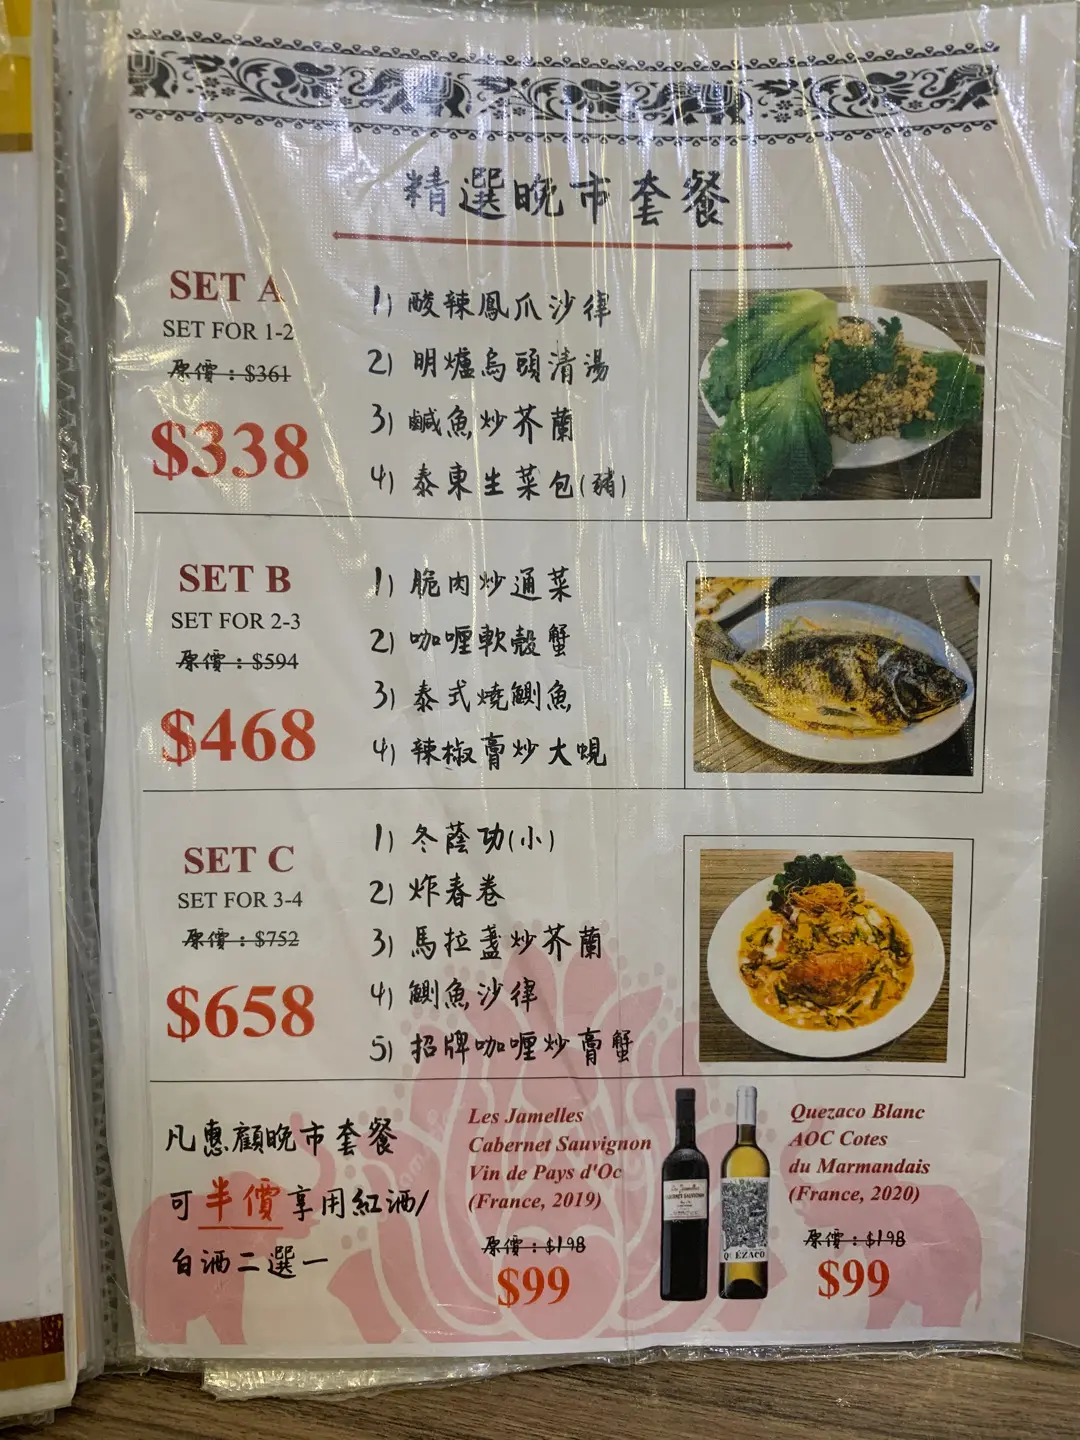 精選晚市套餐
SET A
SET FOR 1-2
原價：$361
$338
1) 酸辣鳳爪沙律
2) 明爐烏頭清湯
3) 鹹魚炒芥蘭
4) 泰東生菜包(豬)
SET B
SET FOR 2-3
原價：$594
$468
1) 脆肉炒通菜
2) 咖喱軟殼蟹
3) 泰式燒鰂魚
4) 辣椒膏炒大蜆
SET C
SET FOR 3-4
原價：$752
$658
1) 冬蔭功(小)
2) 炸春卷
3) 馬拉盞炒芥蘭
4) 鰂魚沙律
5) 招牌咖喱炒膏蟹
凡惠顧晚市套餐
可半價享用紅酒/
白酒二選一
Les Jamelles
Cabernet Sauvignon
Vin de Pays d'Oc
(France, 2019)
原價：$198
$99
Quezaco Blanc
AOC Cotes
du Marmandais
(France, 2020)
原價：$198
$99